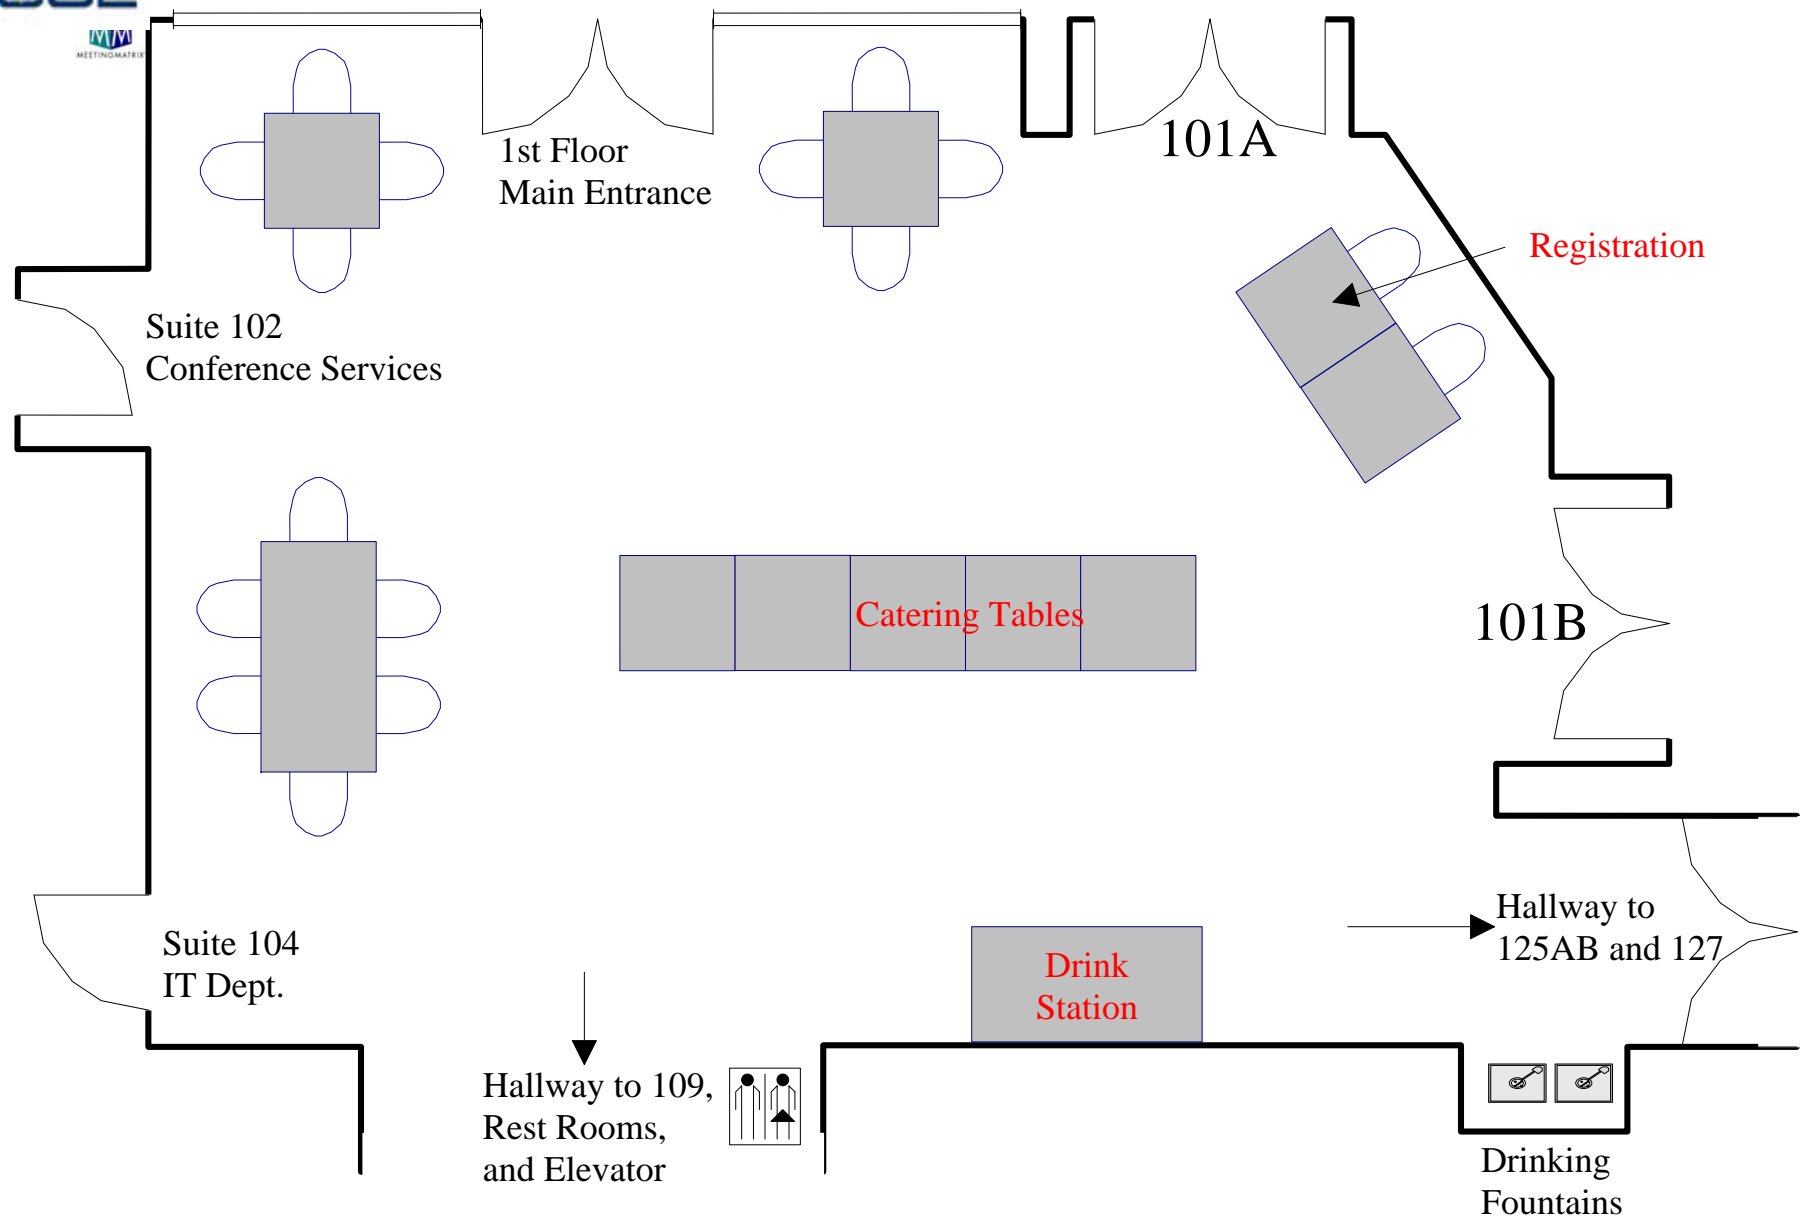 MEETINGMATRIX
1st Floor
Main Entrance
101A
Registration
Suite 102
Conference Services
Catering Tables
101B
Hallway to
125AB and 127
Suite 104
IT Dept.
Drink
Station
Hallway to 109,
Rest Rooms,
and Elevator
Drinking
Fountains